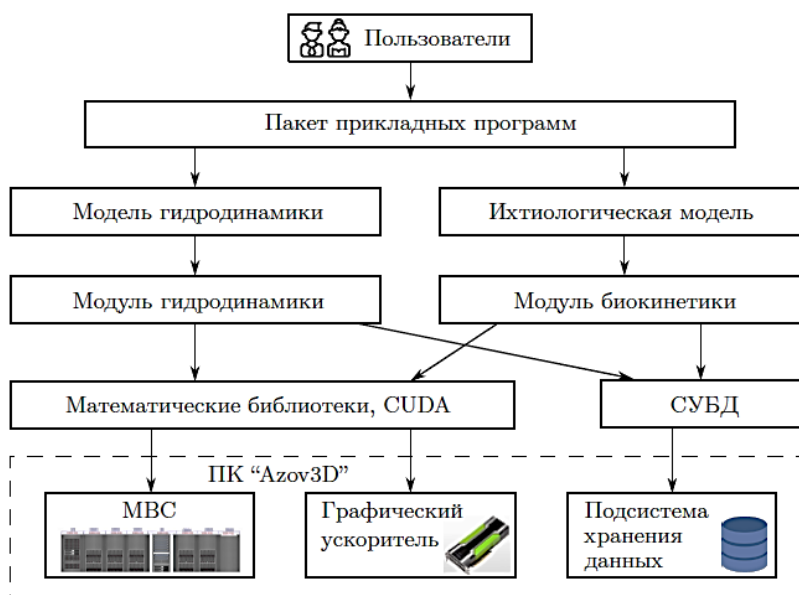 Пользователи
Пакет прикладных программ
Модель гидродинамики
Ихтиологическая модель
Модуль гидродинамики
Модуль биокинетики
Математические библиотеки, CUDA
СУБД
ПК “Azov3D”
МВС
Графический
ускоритель
Подсистема
хранения
данных